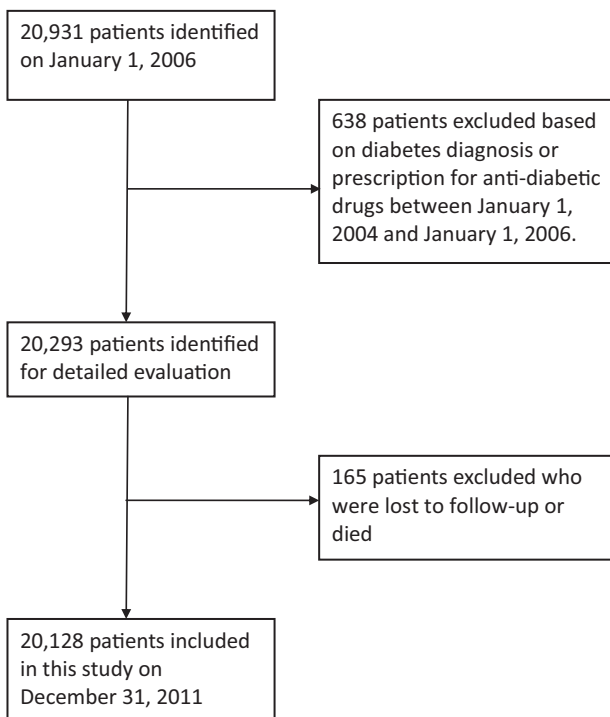 20,931 patients identified
on January 1, 2006
638 patients excluded based
on diabetes diagnosis or
prescription for anti-diabetic
drugs between January 1,
2004 and January 1, 2006.
20,293 patients identified
for detailed evaluation
165 patients excluded who
were lost to follow-up or
died
20,128 patients included
in this study on
December 31, 2011